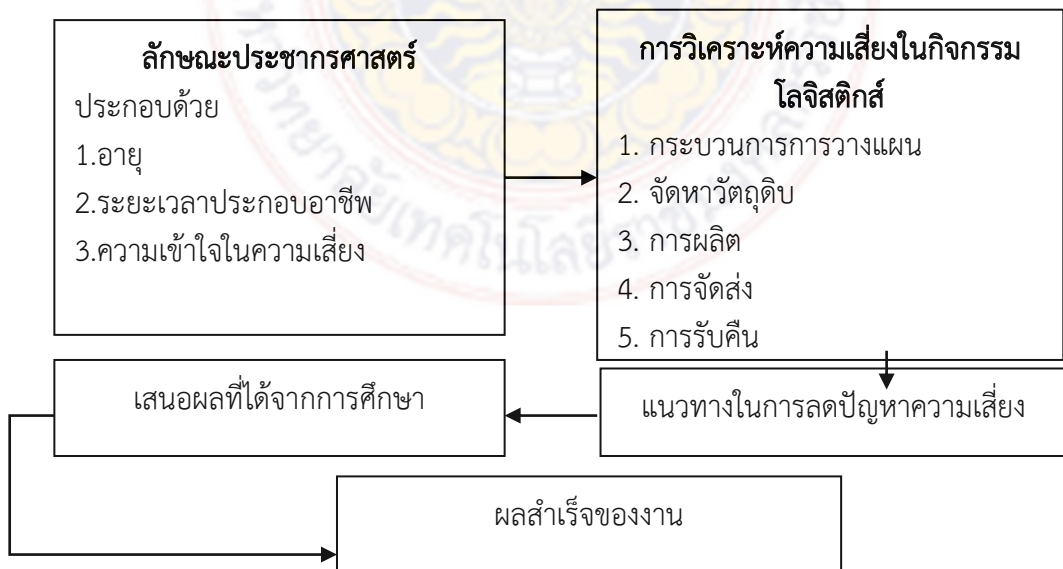 ลักษณะประชากรศาสตร์
ประกอบด้วย
1.อายุ
2.ระยะเวลาประกอบอาชีพ
3.ความเข้าใจในความเสี่ยง
การวิเคราะห์ความเสี่ยงในกิจกรรม
โลจิสติกส์
1. กระบวนการการวางแผน
2. จัดหาวัตถุดิบ
3. การผลิต
4. การจัดส่ง
5. การรับคืน
แนวทางในการลดปัญหาความเสี่ยง
เสนอผลที่ได้จากการศึกษา
ผลสำเร็จของงาน